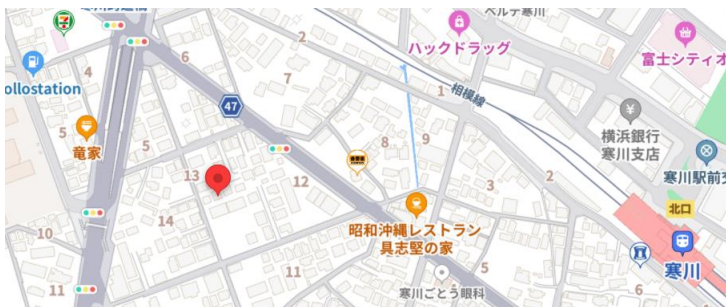 ベルテ寒川
2
ハックドラッグ
富士シティオ
ollostation
4
6
7
1
相模線
47
5
竜家
5
8
9
横浜銀行
寒川支店
寒川駅前交
13
12
3
2
北口
14
昭和沖縄レストラン
具志堅の家
寒川
10
11
11
寒川ごとう眼科
5
6